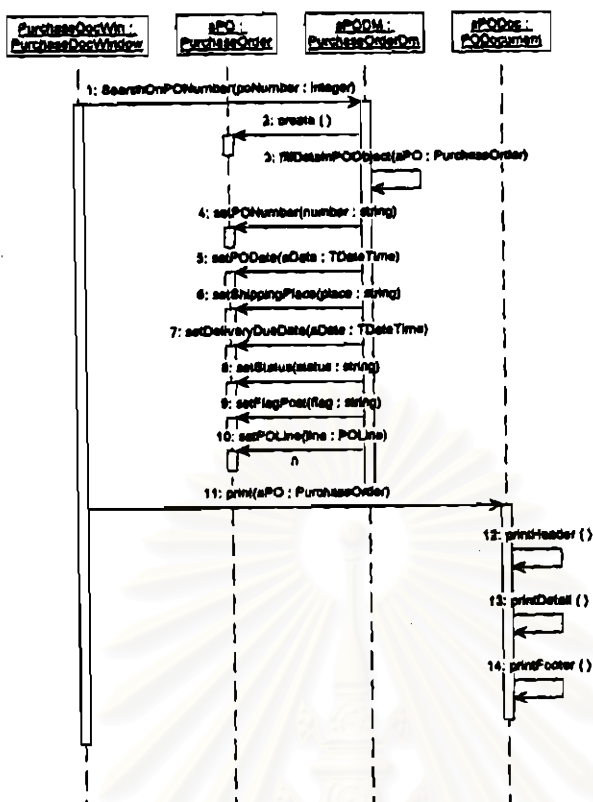 PurchaseDocWin :
PurchaseDocWindow
aPO :
PurchaseOrder
aPODM :
PurchaseOrderDm
aPODoc :
PODocument
1: SearchOnPONumber(poNumber : integer)
2: create ( )
3: fillDataInPOObject(aPO : PurchaseOrder)
4: setPONumber(number : string)
5: setPODate(aDate : TDateTime)
6: setShippingPlace(place : string)
7: setDeliveryDueDate(aDate : TDateTime)
8: setStatus(status : string)
9: setFlagPost(flag : string)
10: setPOLine(line : POLine)
11: print(aPO : PurchaseOrder)
12: printHeader ( )
13: printDetail ( )
14: printFooter ( )